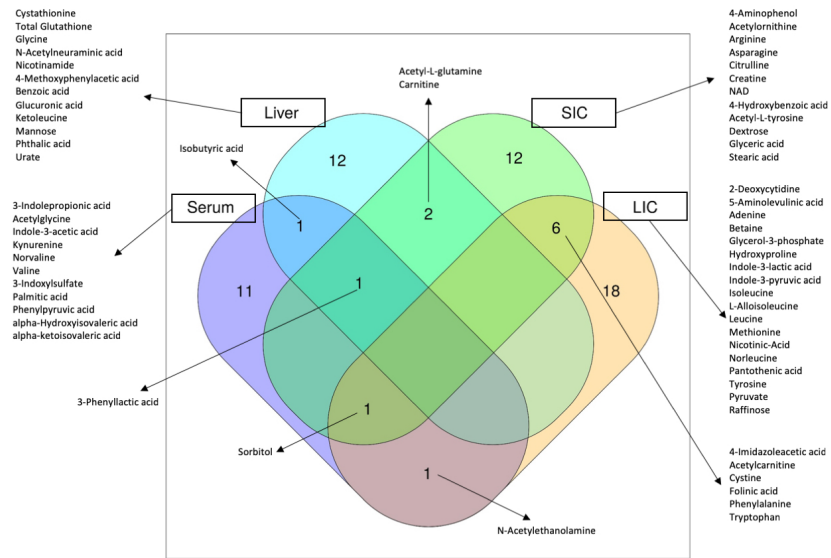 Cystathionine
Total Glutathione
Glycine
N-Acetylneuraminic acid
Nicotinamide
4-Methoxyphenylacetic acid
Benzoic acid
Glucuronic acid
Ketoleucine
Mannose
Phthalic acid
Urate
Acetyl-L-glutamine
Carnitine
4-Aminophenol
Acetylornithine
Arginine
Asparagine
Citrulline
Creatine
NAD
4-Hydroxybenzoic acid
Acetyl-L-tyrosine
Dextrose
Glyceric acid
Stearic acid
Liver
SIC
Isobutyric acid
12
12
Serum
LIC
1
2
6
11
1
18
3-Indolepropionic acid
Acetylglycine
Indole-3-acetic acid
Kynurenine
Norvaline
Valine
3-Indoxylsulfate
Palmitic acid
Phenylpyruvic acid
alpha-Hydroxyisovaleric acid
alpha-ketoisovaleric acid
2-Deoxycytidine
5-Aminolevulinic acid
Adenine
Betaine
Glycerol-3-phosphate
Hydroxyproline
Indole-3-lactic acid
Indole-3-pyruvic acid
Isoleucine
L-Alloisoleucine
Leucine
Methionine
Nicotinic-Acid
Norleucine
Pantothenic acid
Tyrosine
Pyruvate
Raffinose
3-Phenyllactic acid
1
Sorbitol
1
N-Acetylethanolamine
4-Imidazoleacetic acid
Acetylcarnitine
Cystine
Folinic acid
Phenylalanine
Tryptophan